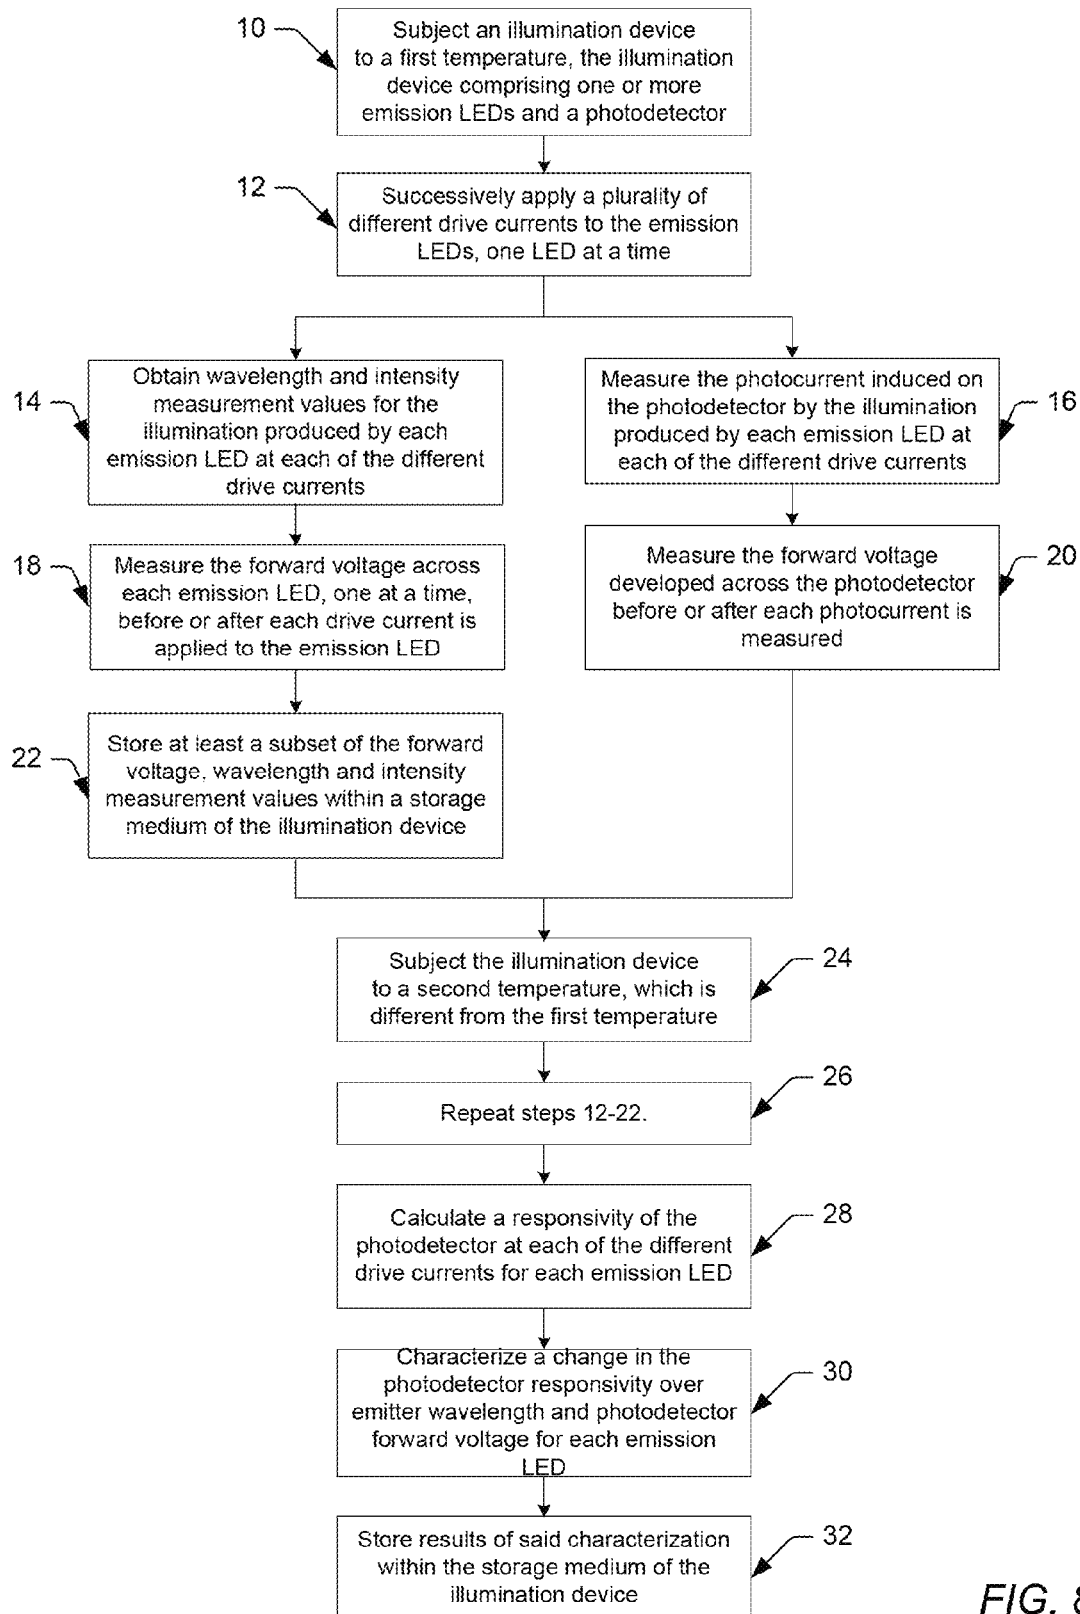 10
Subject an illumination device
to a first temperature, the illumination
device comprising one or more
emission LEDs and a photodetector
12
Successively apply a plurality of
different drive currents to the emission
LEDs, one LED at a time
14
Obtain wavelength and intensity
measurement values for the
illumination produced by each
emission LED at each of the different
drive currents
Measure the photocurrent induced on
the photodetector by the illumination
produced by each emission LED at
each of the different drive currents
16
18
Measure the forward voltage across
each emission LED, one at a time,
before or after each drive current is
applied to the emission LED
Measure the forward voltage
developed across the photodetector
before or after each photocurrent is
measured
20
22
Store at least a subset of the forward
voltage, wavelength and intensity
measurement values within a storage
medium of the illumination device
Subject the illumination device
to a second temperature, which is
different from the first temperature
24
Repeat steps 12-22.
26
Calculate a responsivity of the
photodetector at each of the different
drive currents for each emission LED
28
Characterize a change in the
photodetector responsivity over
emitter wavelength and photodetector
forward voltage for each emission
LED
30
Store results of said characterization
within the storage medium of the
illumination device
32
FIG. 8